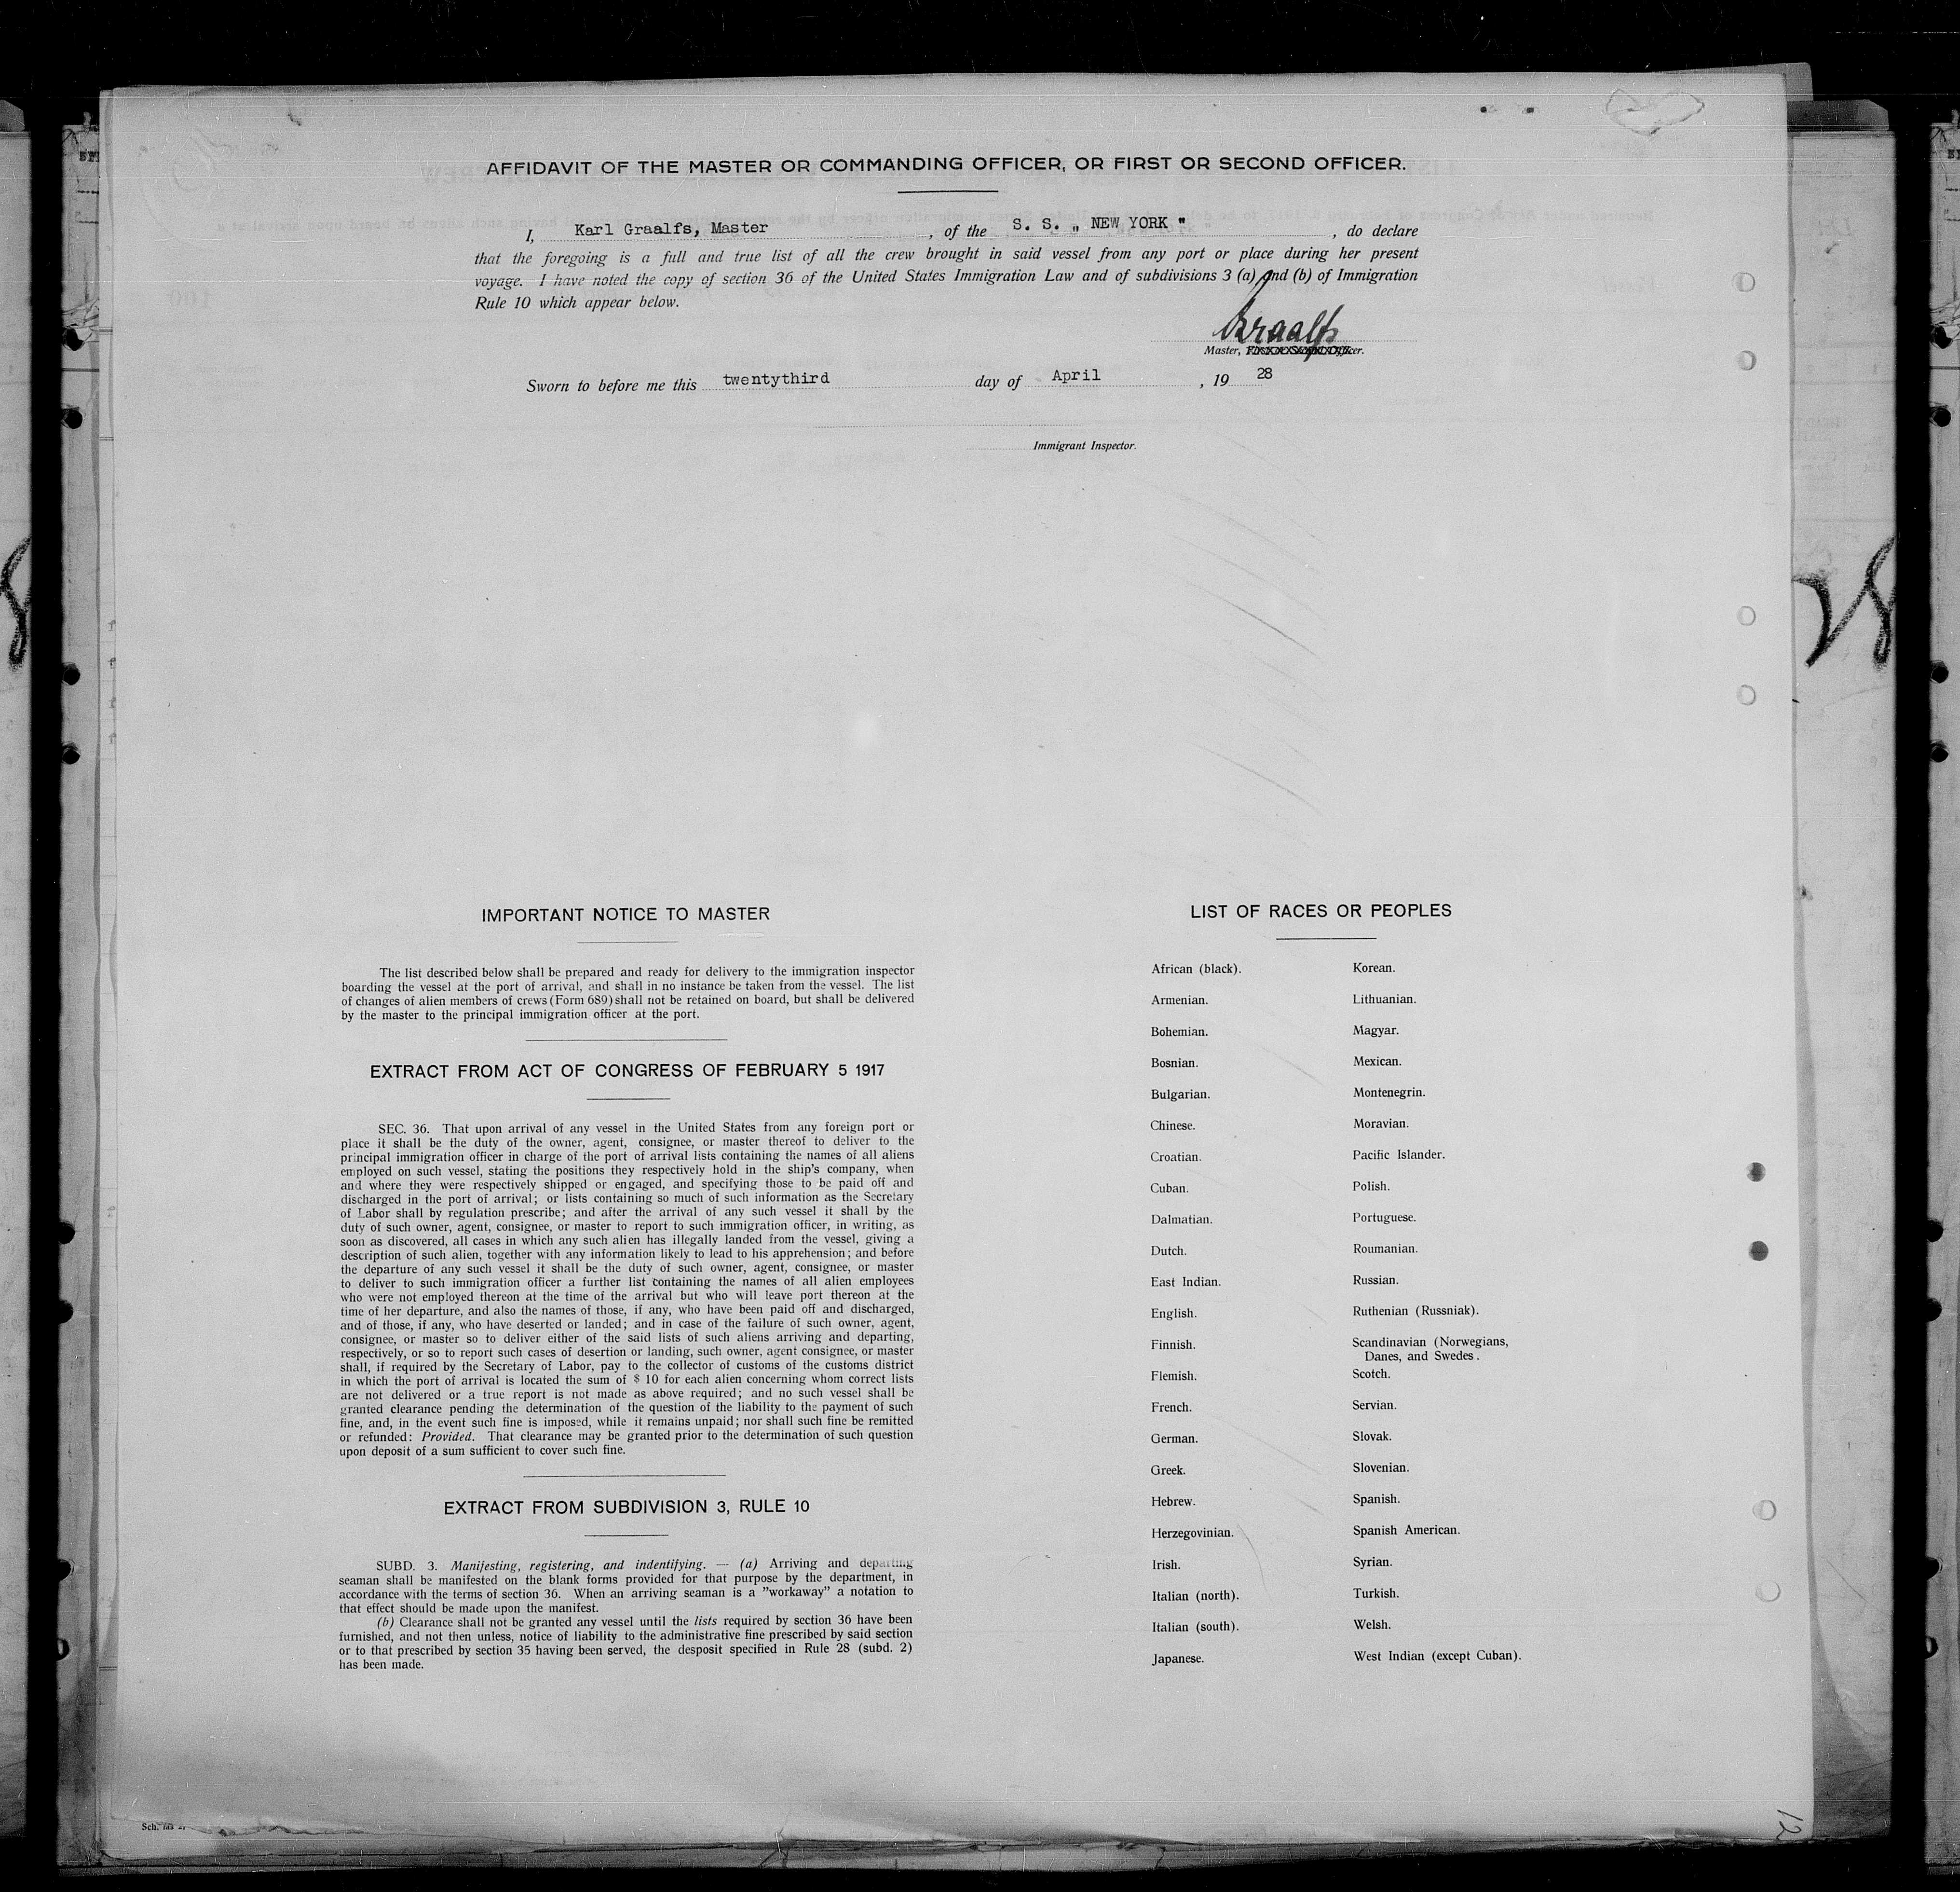 AFFIDAVIT OF THE MASTER OR COMMANDING OFFICER, OR FIRST OR SECOND OFFICER.
I, Karl Graalfs, Master , of the S. S. „ NEW YORK " , do declare
that the foregoing is a full and true list of all the crew brought in said vessel from any port or place during her present
voyage. I have noted the copy of section 36 of the United States Immigration Law and of subdivisions 3 (a) and (b) of Immigration
Rule 10 which appear below.
Graalfs
Master, Officer.
Sworn to before me this twentythird day of April , 19 28
Immigrant Inspector.
IMPORTANT NOTICE TO MASTER
The list described below shall be prepared and ready for delivery to the immigration inspector
boarding the vessel at the port of arrival, and shall in no instance be taken from the vessel. The list
of changes of alien members of crews (Form 689) shall not be retained on board, but shall be delivered
by the master to the principal immigration officer at the port.
EXTRACT FROM ACT OF CONGRESS OF FEBRUARY 5 1917
SEC. 36. That upon arrival of any vessel in the United States from any foreign port or
place it shall be the duty of the owner, agent, consignee, or master thereof to deliver to the
principal immigration officer in charge of the port of arrival lists containing the names of all aliens
employed on such vessel, stating the positions they respectively hold in the ship's company, when
and where they were respectively shipped or engaged, and specifying those to be paid off and
discharged in the port of arrival; or lists containing so much of such information as the Secretary
of Labor shall by regulation prescribe; and after the arrival of any such vessel it shall by the
duty of such owner, agent, consignee, or master to report to such immigration officer, in writing, as
soon as discovered, all cases in which any such alien has illegally landed from the vessel, giving a
description of such alien, together with any information likely to lead to his apprehension; and before
the departure of any such vessel it shall be the duty of such owner, agent, consignee, or master
to deliver to such immigration officer a further list containing the names of all alien employees
who were not employed thereon at the time of the arrival but who will leave port thereon at the
time of her departure, and also the names of those, if any, who have been paid off and discharged,
and of those, if any, who have deserted or landed; and in case of the failure of such owner, agent,
consignee, or master so to deliver either of the said lists of such aliens arriving and departing,
respectively, or so to report such cases of desertion or landing, such owner, agent consignee, or master
shall, if required by the Secretary of Labor, pay to the collector of customs of the customs district
in which the port of arrival is located the sum of $ 10 for each alien concerning whom correct lists
are not delivered or a true report is not made as above required; and no such vessel shall be
granted clearance pending the determination of the question of the liability to the payment of such
fine, and, in the event such fine is imposed, while it remains unpaid; nor shall such fine be remitted
or refunded: Provided. That clearance may be granted prior to the determination of such question
upon deposit of a sum sufficient to cover such fine.
EXTRACT FROM SUBDIVISION 3, RULE 10
SUBD. 3. Manifesting, registering, and indentifying. — (a) Arriving and departing
seaman shall be manifested on the blank forms provided for that purpose by the department, in
accordance with the terms of section 36. When an arriving seaman is a "workaway" a notation to
that effect should be made upon the manifest.
(b) Clearance shall not be granted any vessel until the lists required by section 36 have been
furnished, and not then unless, notice of liability to the administrative fine prescribed by said section
or to that prescribed by section 35 having been served, the desposit specified in Rule 28 (subd. 2)
has been made.
LIST OF RACES OR PEOPLES
African (black).
Armenian.
Bohemian.
Bosnian.
Bulgarian.
Chinese.
Croatian.
Cuban.
Dalmatian.
Dutch.
East Indian.
English.
Finnish.
Flemish.
French.
German.
Greek.
Hebrew.
Herzegovinian.
Irish.
Italian (north).
Italian (south).
Japanese.
Korean.
Lithuanian.
Magyar.
Mexican.
Montenegrin.
Moravian.
Pacific Islander.
Polish.
Portuguese.
Roumanian.
Russian.
Ruthenian (Russniak).
Scandinavian (Norwegians,
Danes, and Swedes.
Scotch.
Servian.
Slovak.
Slovenian.
Spanish.
Spanish American.
Syrian.
Turkish.
Welsh.
West Indian (except Cuban).
Sch.
12